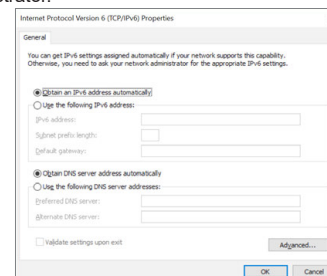 Internet Protocol Version 6 (TCP/IPv6) Properties
General
You can get IPv6 settings assigned automatically if your network supports this capability.
Otherwise, you need to ask your network administrator for the appropriate IPv6 settings.
Obtain an IPv6 address automatically
Use the following IPv6 address:
IPv6 address:
Subnet prefix length:
Default gateway:
Obtain DNS server address automatically
Use the following DNS server addresses:
Preferred DNS server:
Alternate DNS server:
Validate settings upon exit
Advanced...
OK Cancel